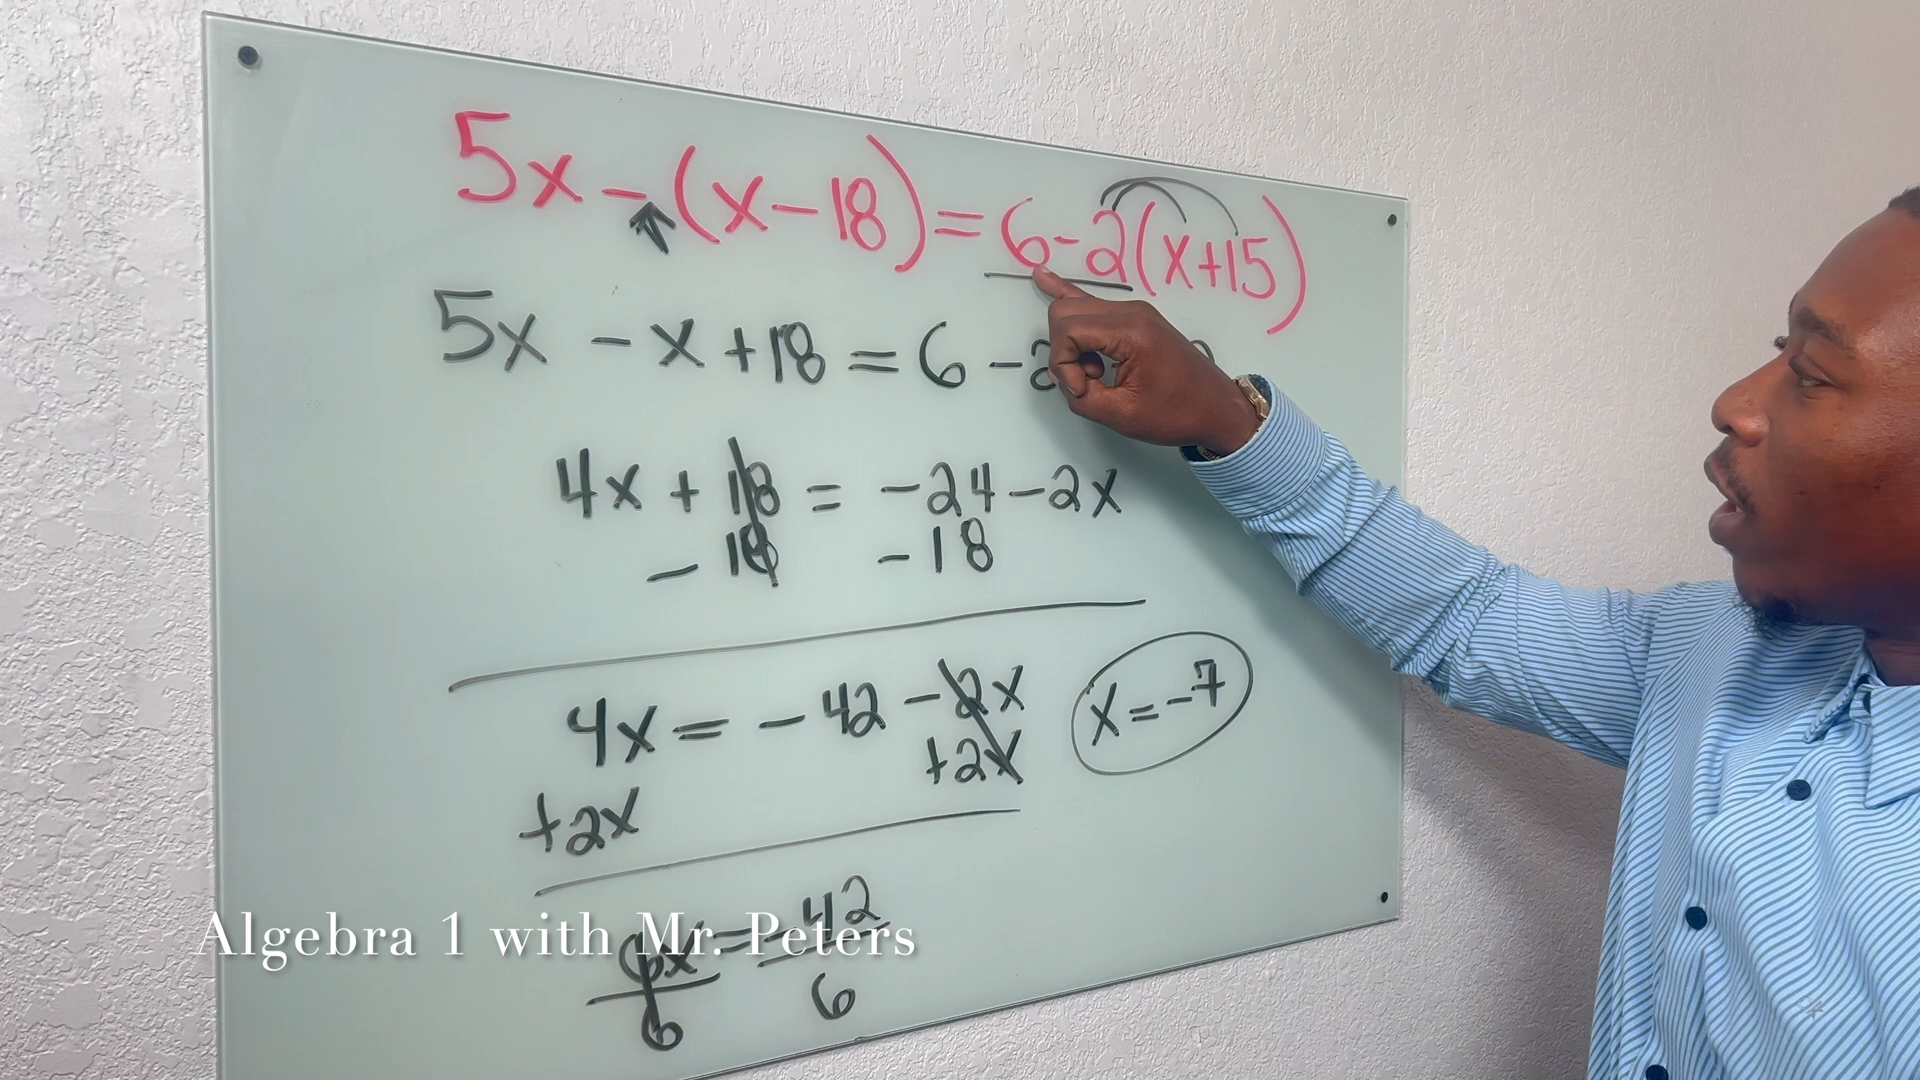 5x - (x - 18) = 6 - 2(x + 15)
5x - x + 18 = 6 - 2
4x + 18 = -24 - 2x
- 18 - 18
4x = -42 - 2x
+2x +2x
x = -7
6x = -42
6 6
Algebra 1 with Mr. Peters